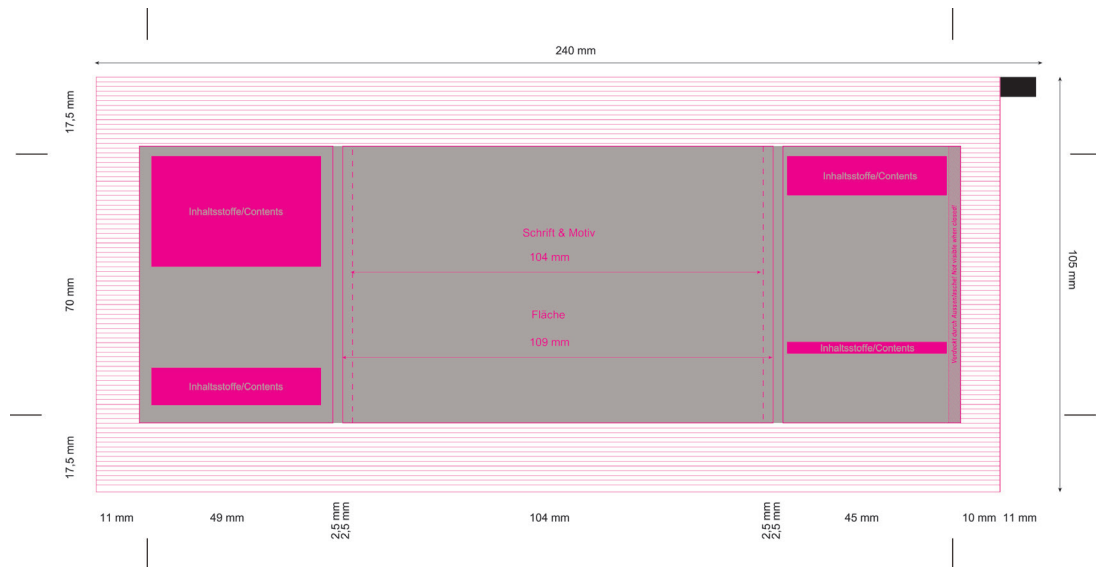 240 mm
17,5 mm
Inhaltsstoffe/Contents
Inhaltsstoffe/Contents
Schrift & Motiv
104 mm
70 mm
105 mm
Fläche
109 mm
Inhaltsstoffe/Contents
Inhaltsstoffe/Contents
17,5 mm
11 mm
49 mm
2,5 mm
2,5 mm
104 mm
2,5 mm
2,5 mm
45 mm
10 mm
11 mm